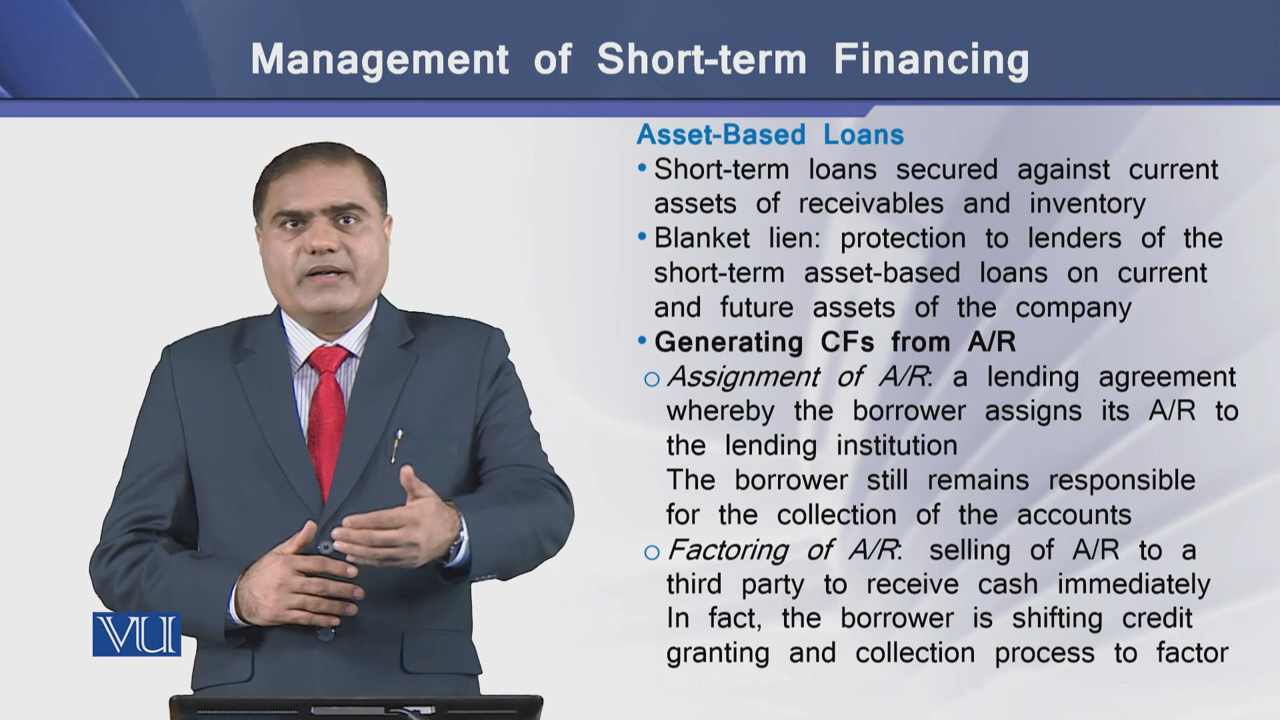 Management of Short-term Financing
Asset-Based Loans
• Short-term loans secured against current
assets of receivables and inventory
• Blanket lien: protection to lenders of the
short-term asset-based loans on current
and future assets of the company
• Generating CFs from A/R
○ Assignment of A/R: a lending agreement
whereby the borrower assigns its A/R to
the lending institution
The borrower still remains responsible
for the collection of the accounts
○ Factoring of A/R: selling of A/R to a
third party to receive cash immediately
In fact, the borrower is shifting credit
granting and collection process to factor
VU